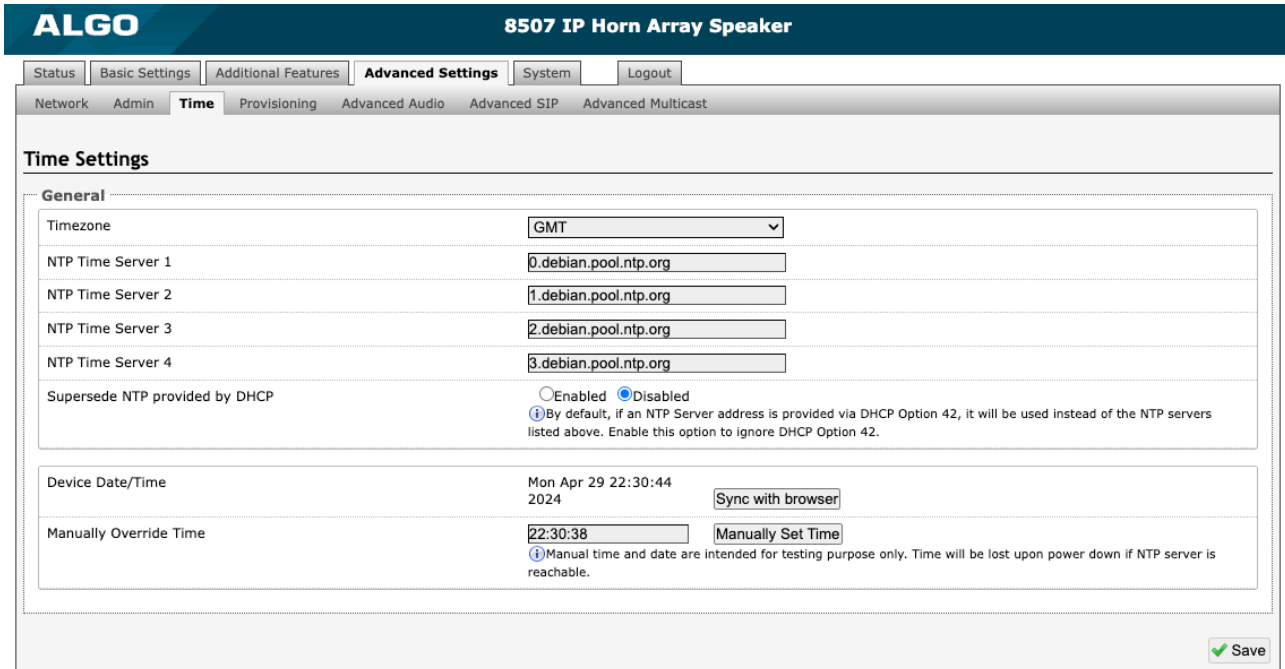 ALGO
8507 IP Horn Array Speaker
Status Basic Settings Additional Features Advanced Settings System Logout
Network Admin Time Provisioning Advanced Audio Advanced SIP Advanced Multicast
Time Settings
General
Timezone GMT
NTP Time Server 1 0.debian.pool.ntp.org
NTP Time Server 2 1.debian.pool.ntp.org
NTP Time Server 3 2.debian.pool.ntp.org
NTP Time Server 4 3.debian.pool.ntp.org
Supersede NTP provided by DHCP Enabled Disabled
By default, if an NTP Server address is provided via DHCP Option 42, it will be used instead of the NTP servers
listed above. Enable this option to ignore DHCP Option 42.
Device Date/Time Mon Apr 29 22:30:44
2024 Sync with browser
Manually Override Time 22:30:38 Manually Set Time
Manual time and date are intended for testing purpose only. Time will be lost upon power down if NTP server is
reachable.
Save